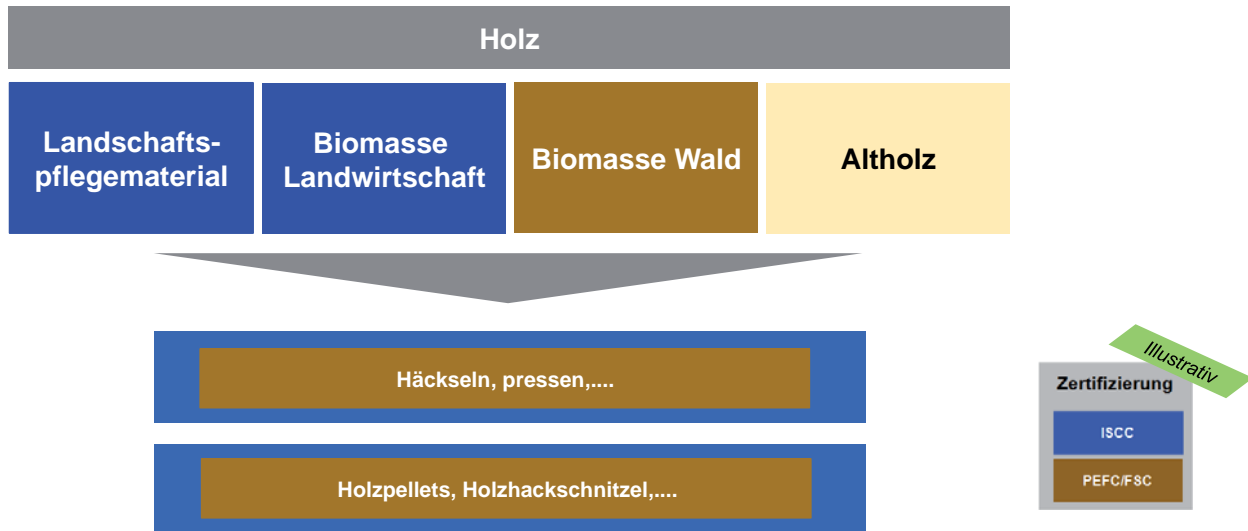 Holz
Landschafts-
pflegematerial
Biomasse
Landwirtschaft
Biomasse Wald
Altholz
Häckseln, pressen,....
Holzpellets, Holzhackschnitzel,....
Illustrativ
Zertifizierung
ISCC
PEFC/FSC